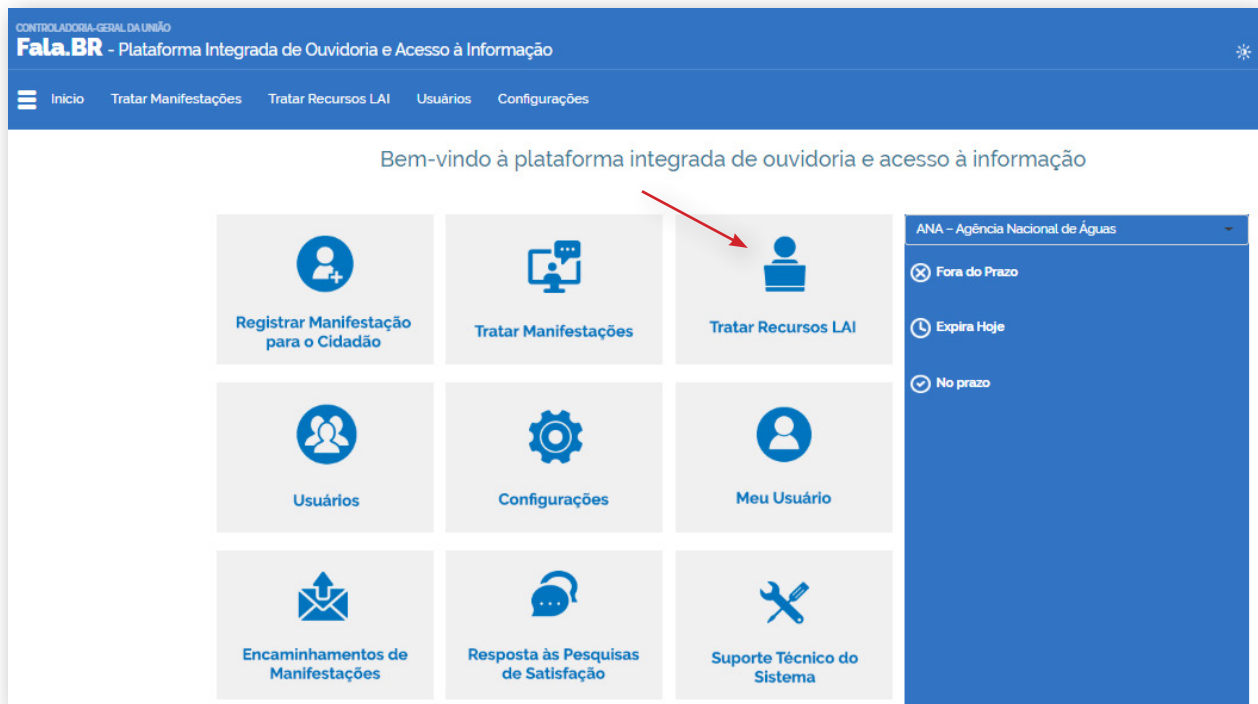 CONTROLADORIA-GERAL DA UNIÃO
Fala.BR - Plataforma Integrada de Ouvidoria e Acesso à Informação
Início Tratar Manifestações Tratar Recursos LAI Usuários Configurações
Bem-vindo à plataforma integrada de ouvidoria e acesso à informação
Registrar Manifestação
para o Cidadão
Tratar Manifestações
Tratar Recursos LAI
Usuários
Configurações
Meu Usuário
Encaminhamentos de
Manifestações
Resposta às Pesquisas
de Satisfação
Suporte Técnico do
Sistema
ANA – Agência Nacional de Águas
Fora do Prazo
Expira Hoje
No prazo